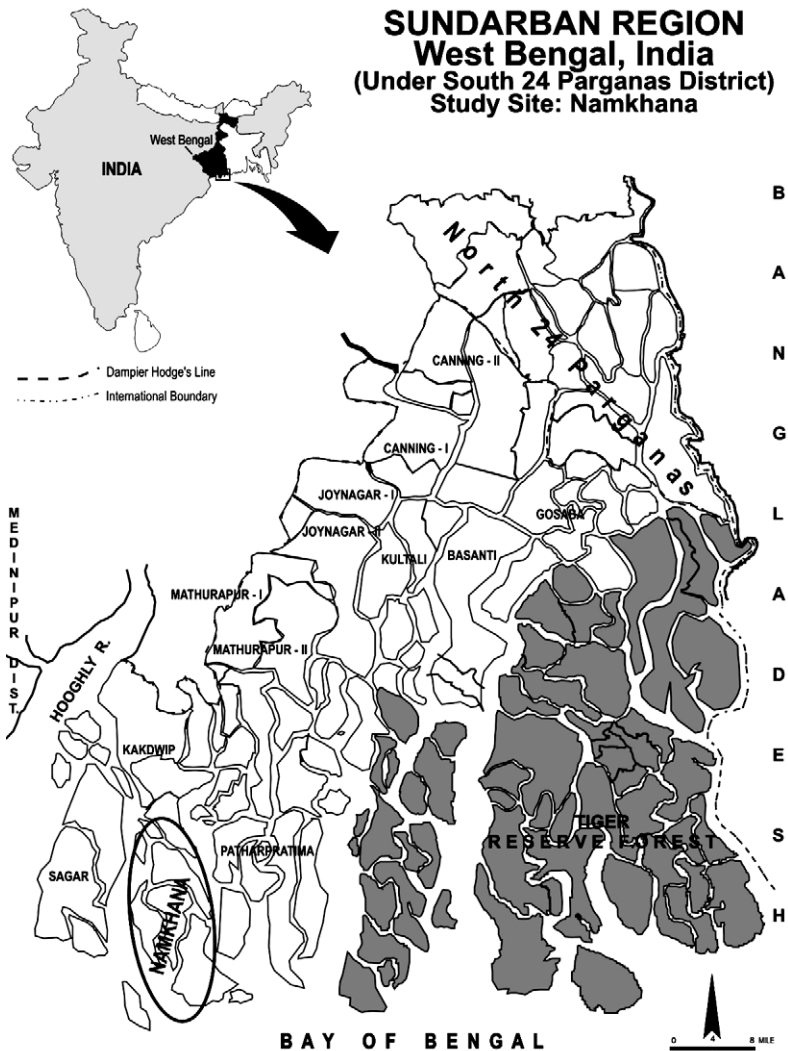 SUNDARBAN REGION
West Bengal, India
(Under South 24 Parganas District)
Study Site: Namkhana
West Bengal
INDIA
Dampier Hodge's Line
International Boundary
North 24 Parganas
BANGLADESH
CANNING - II
CANNING - I
JOYNAGAR - I
GOSABA
JOYNAGAR - II
KULTALI
BASANTI
MEDINIPUR DIST.
MATHURAPUR - I
MATHURAPUR - II
HOOGHLY R.
KAKDWIP
TIGER
RESERVE FOREST
PATHARPRATIMA
SAGAR
NAMKHANA
BAY OF BENGAL
0 4 8 MILE